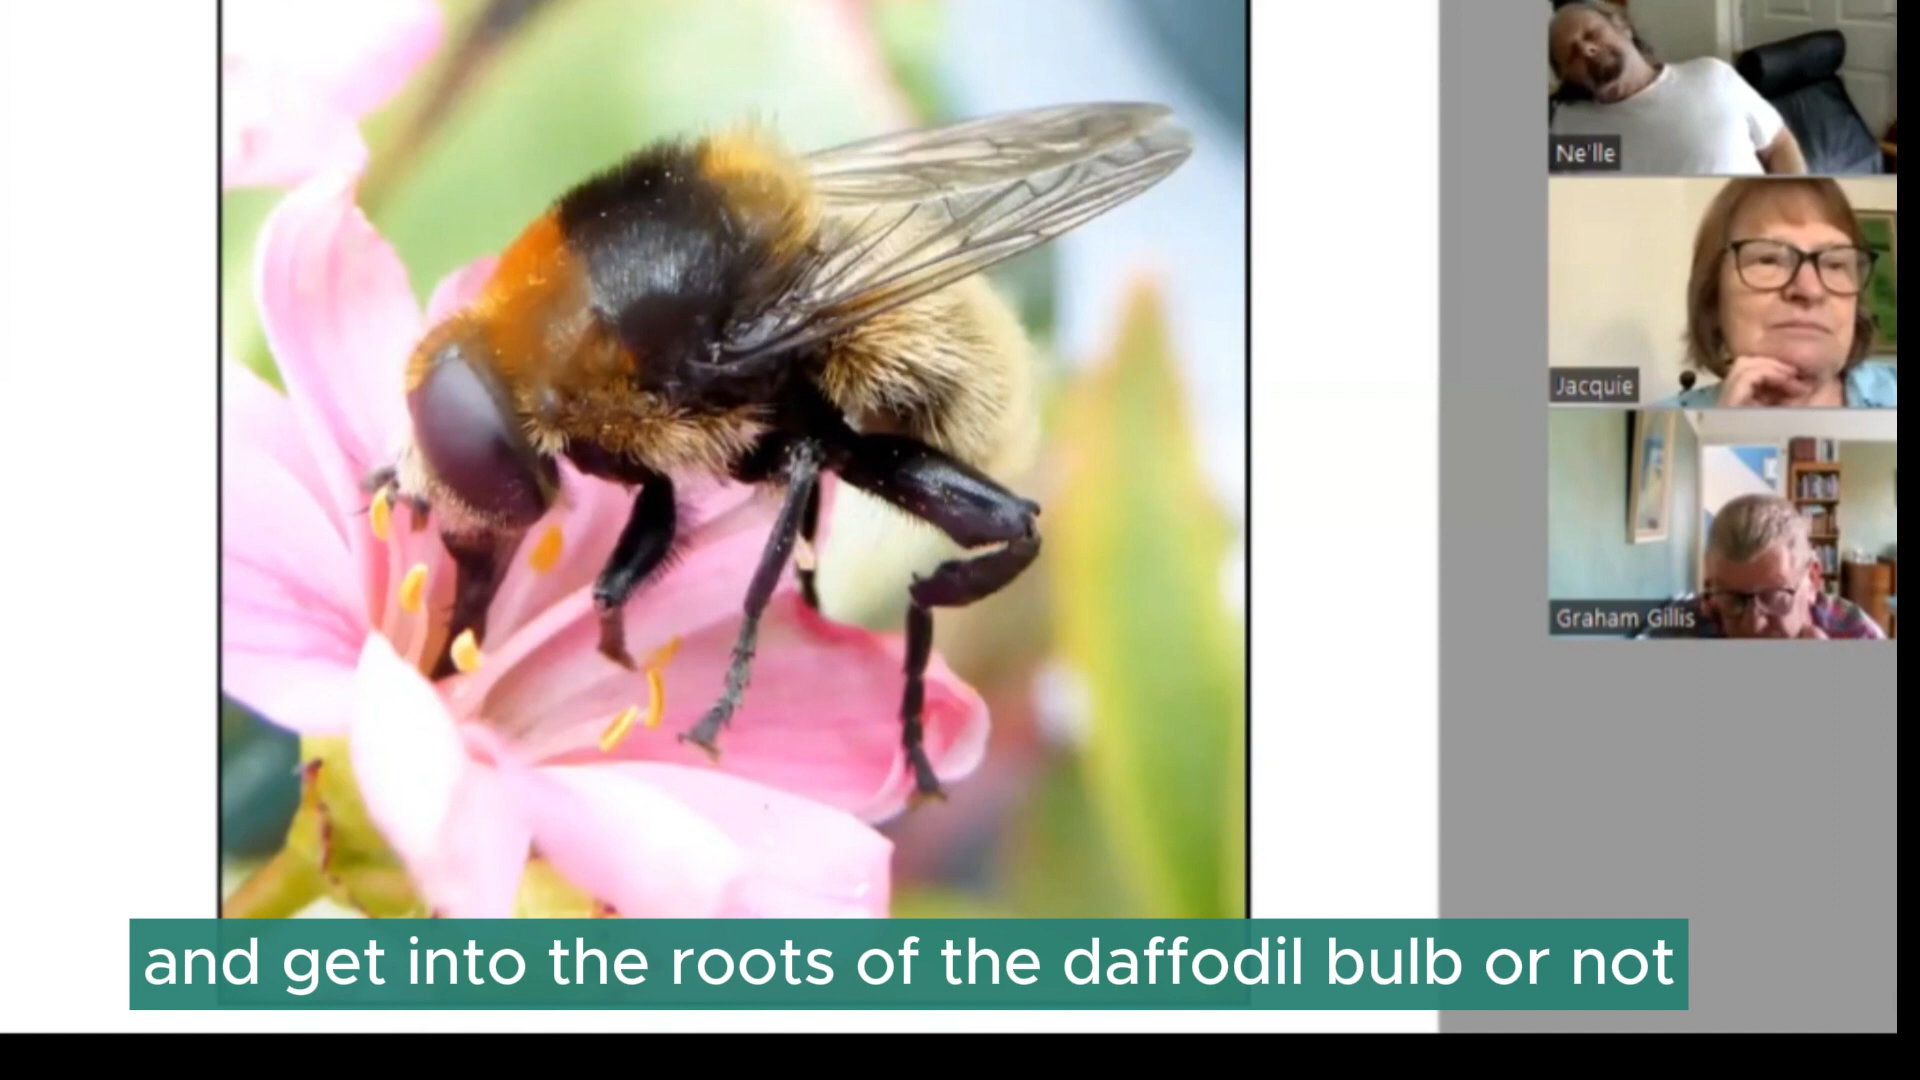 Ne'lle
Jacquie
Graham Gillis
and get into the roots of the daffodil bulb or not